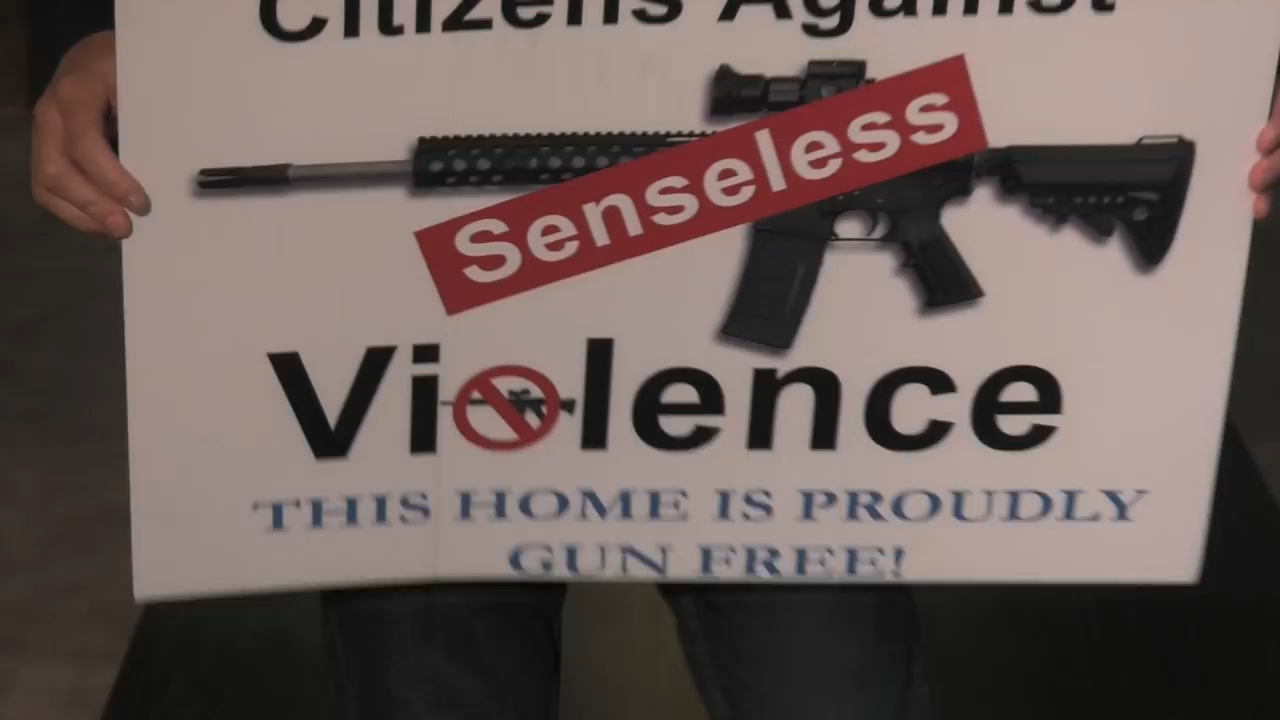 Citizens Against
Senseless
Violence
THIS HOME IS PROUDLY
GUN FREE!